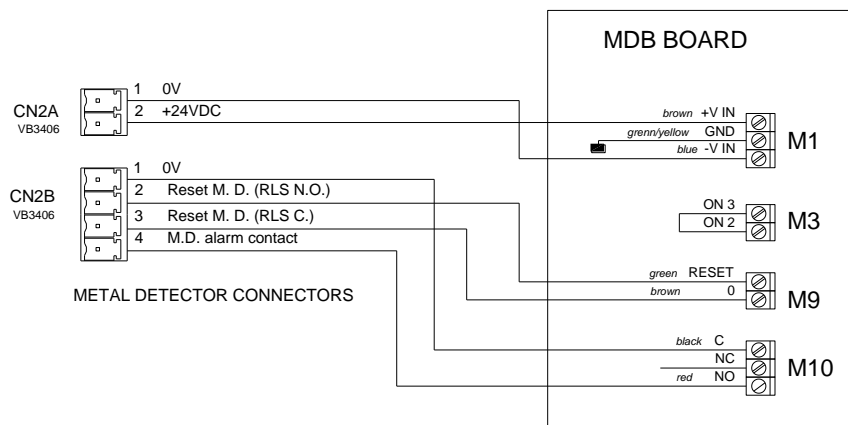 MDB BOARD
CN2A
VB3406
1 0V
2 +24VDC
brown +V IN
grenn/yellow GND
blue -V IN
M1
CN2B
VB3406
1 0V
2 Reset M. D. (RLS N.O.)
3 Reset M. D. (RLS C.)
4 M.D. alarm contact
ON 3
ON 2
M3
METAL DETECTOR CONNECTORS
green RESET
brown 0
M9
black C
NC
red NO
M10